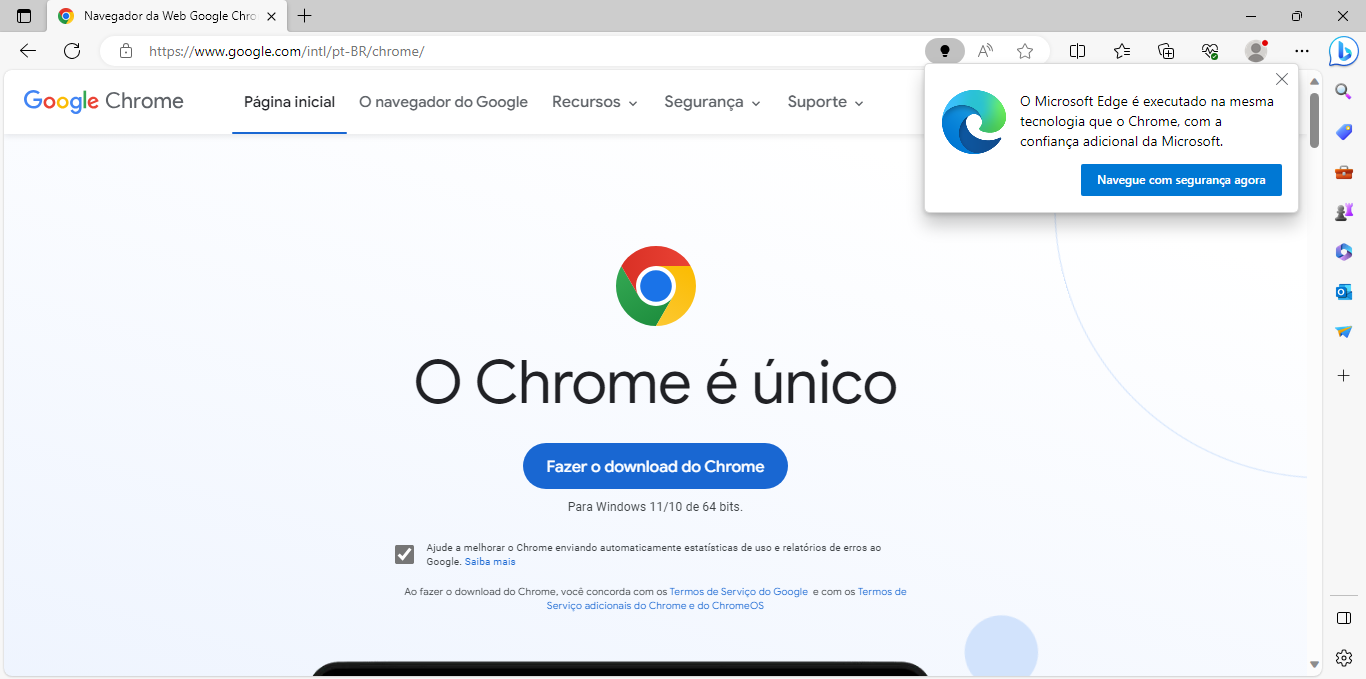 Navegador da Web Google Chro
https://www.google.com/intl/pt-BR/chrome/
Google Chrome
Página inicial
O navegador do Google
Recursos
Segurança
Suporte
O Microsoft Edge é executado na mesma
tecnologia que o Chrome, com a
confiança adicional da Microsoft.
Navegue com segurança agora
O Chrome é único
Fazer o download do Chrome
Para Windows 11/10 de 64 bits.
Ajude a melhorar o Chrome enviando automaticamente estatísticas de uso e relatórios de erros ao
Google. Saiba mais
Ao fazer o download do Chrome, você concorda com os Termos de Serviço do Google e com os Termos de
Serviço adicionais do Chrome e do ChromeOS